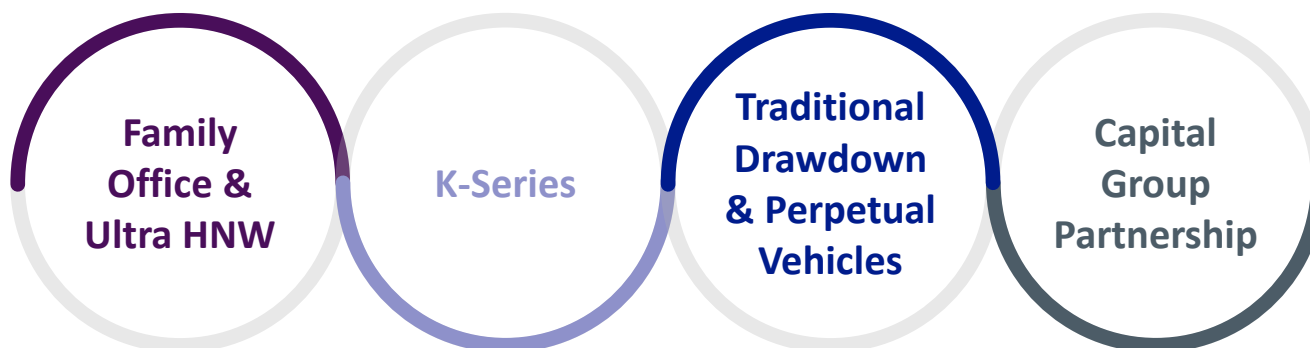 Family
Office &
Ultra HNW
K-Series
Traditional
Drawdown
& Perpetual
Vehicles
Capital
Group
Partnership